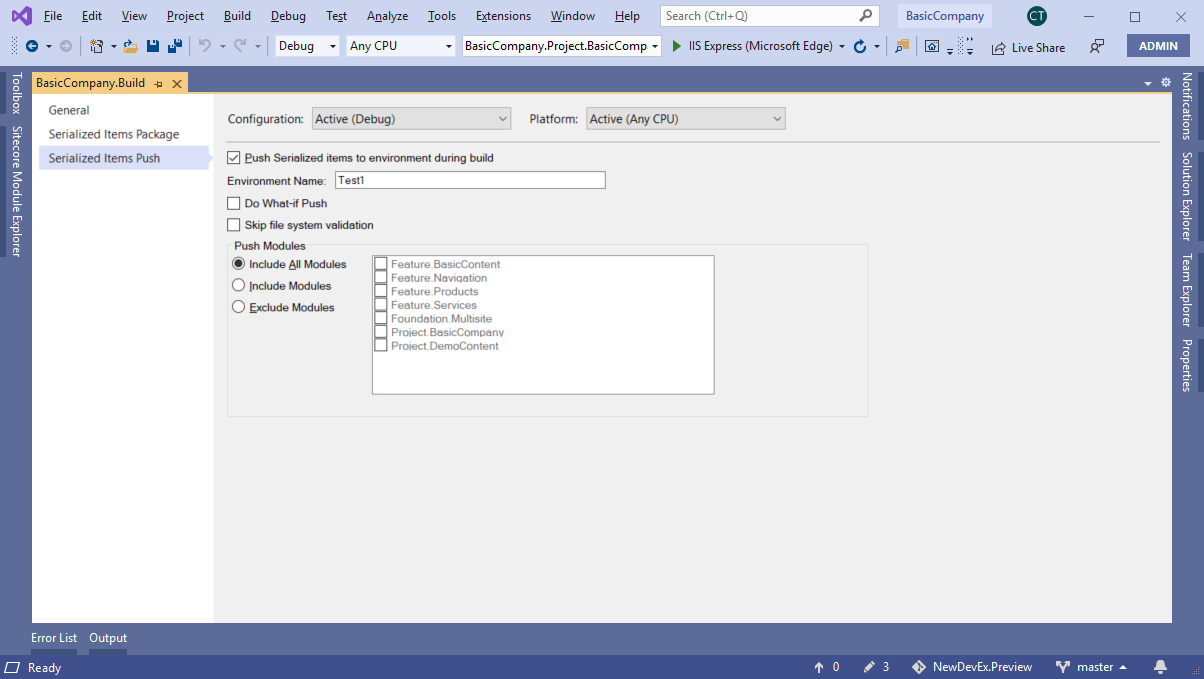 File Edit View Project Build Debug Test Analyze Tools Extensions Window Help Search (Ctrl+Q) BasicCompany CT
Debug Any CPU BasicCompany.Project.BasicComp IIS Express (Microsoft Edge) Live Share ADMIN
Toolbox
Sitecore Module Explorer
BasicCompany.Build
General
Serialized Items Package
Serialized Items Push
Configuration: Active (Debug) Platform: Active (Any CPU)
Push Serialized items to environment during build
Environment Name: Test1
Do What-if Push
Skip file system validation
Push Modules
Include All Modules
Include Modules
Exclude Modules
Feature.BasicContent
Feature.Navigation
Feature.Products
Feature.Services
Foundation.Multisite
Project.BasicCompany
Project.DemoContent
Notifications
Solution Explorer
Team Explorer
Properties
Error List Output
Ready 0 3 NewDevEx.Preview master